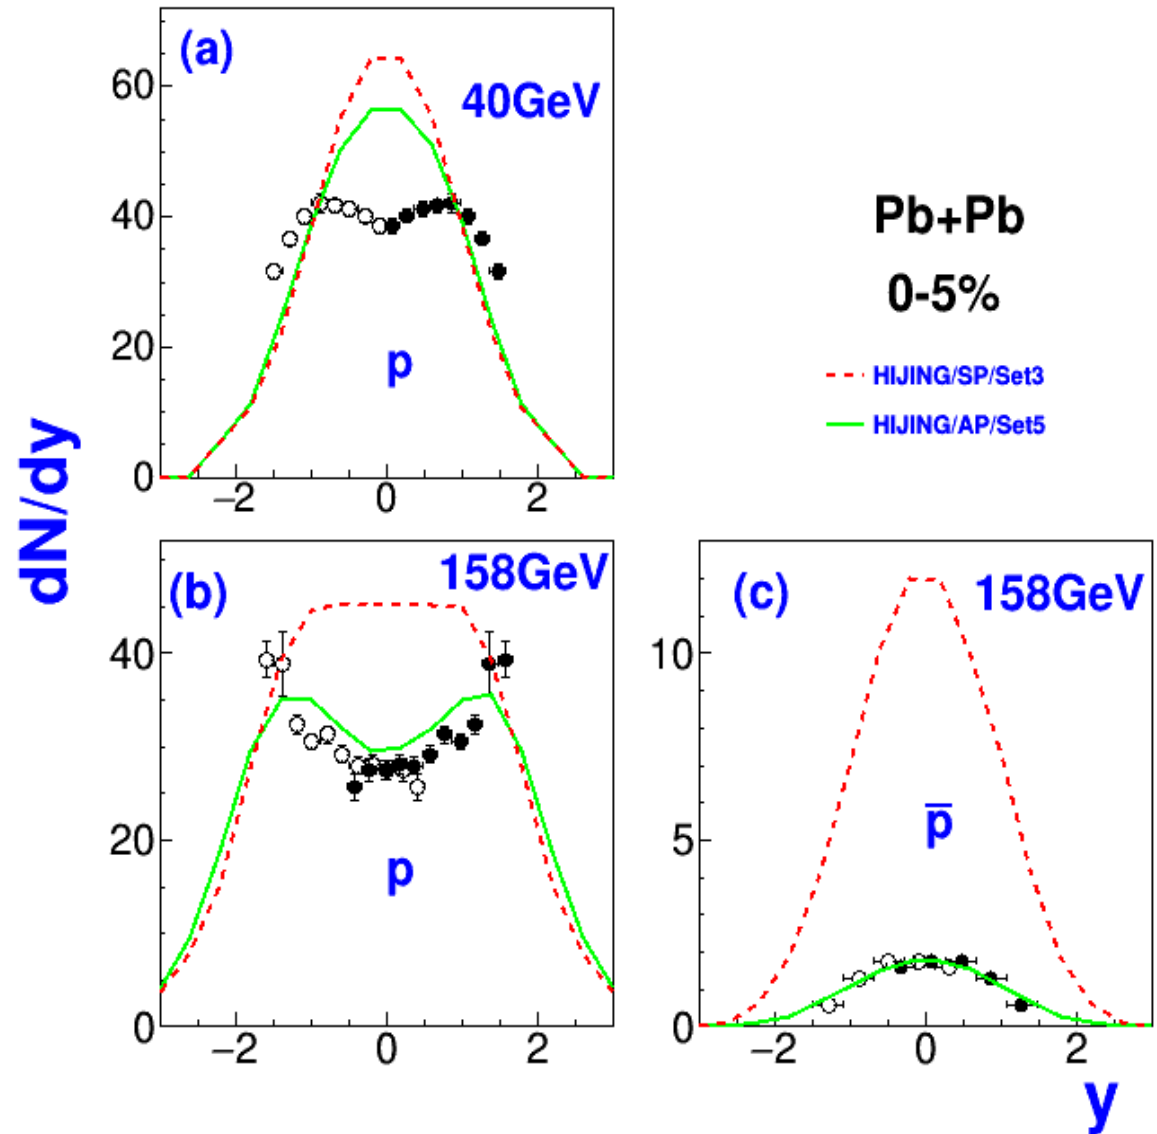 (a)
40GeV
60
40
20
0
p
−2
0
2
Pb+Pb
0-5%
HIJING/SP/Set3
HIJING/AP/Set5
dN/dy
(b)
158GeV
40
20
0
p
−2
0
2
(c)
158GeV
10
5
0
p̅
−2
0
2
y